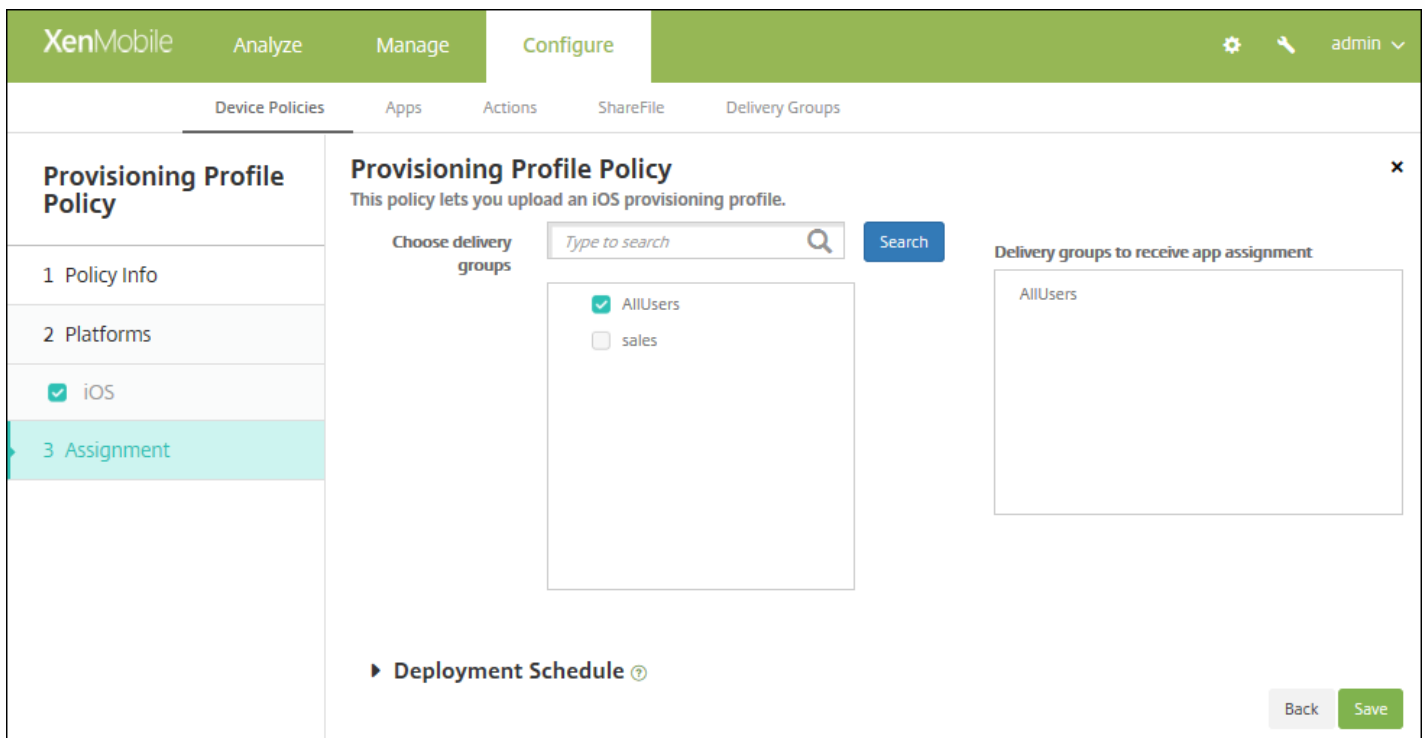 XenMobile Analyze Manage Configure admin
Device Policies Apps Actions ShareFile Delivery Groups
Provisioning Profile
Policy
1 Policy Info
2 Platforms
iOS
3 Assignment
Provisioning Profile Policy
This policy lets you upload an iOS provisioning profile.
Choose delivery
groups
Type to search
Search
AllUsers
sales
Delivery groups to receive app assignment
AllUsers
Deployment Schedule ?
Back Save